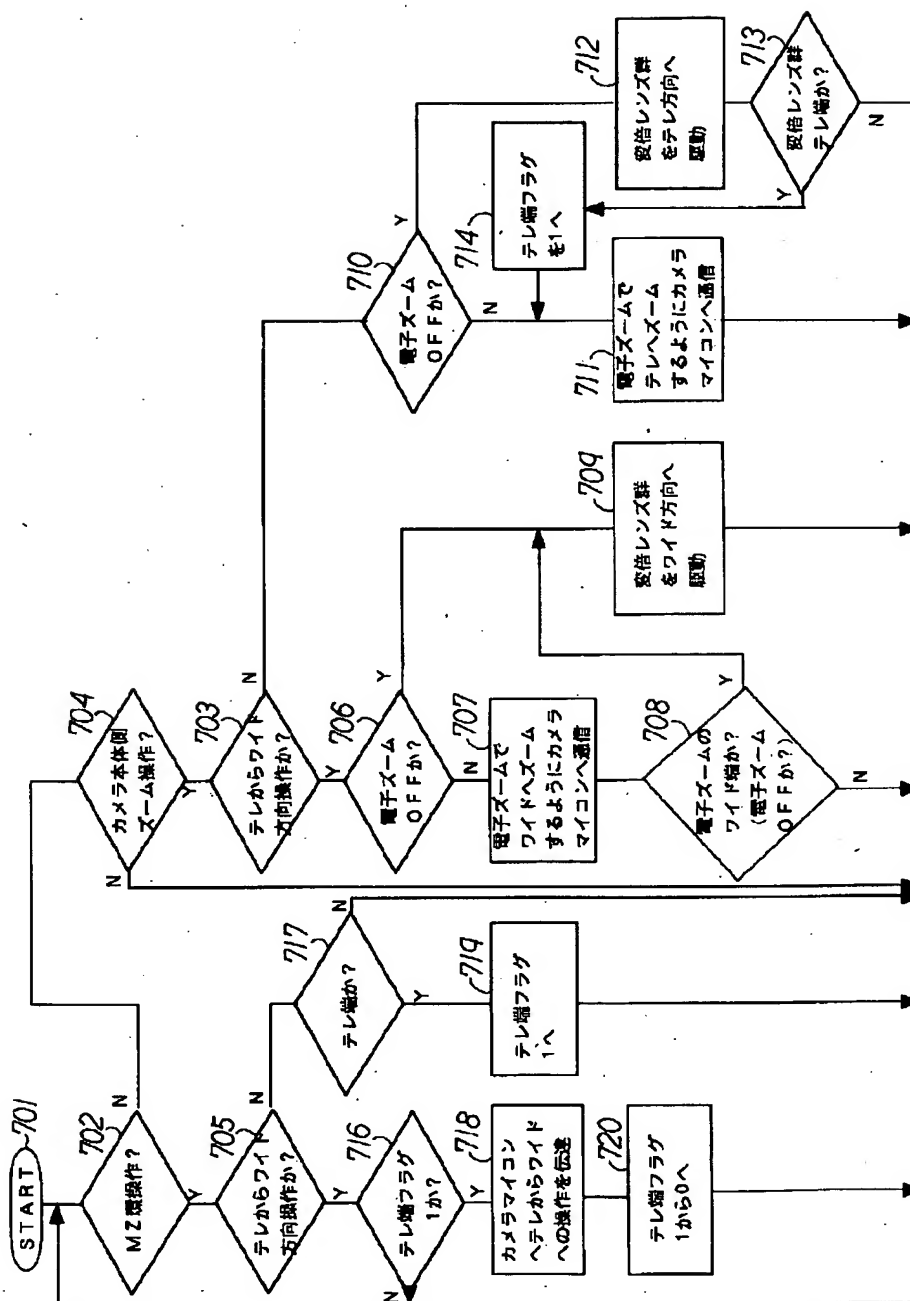 START
701
MZ環操作?
702
Y
N
テレからワイド
方向操作か?
705
Y
N
テレ端フラグ
1か?
716
Y
N
カメラマイコン
へテレからワイド
への操作を伝達
718
テレ端フラグ
1から0へ
720
テレ端か?
717
N
Y
テレ端フラグ
1へ
719
カメラ本体側
ズーム操作?
704
N
Y
テレからワイド
方向操作か?
703
N
Y
電子ズーム
OFFか?
706
Y
N
電子ズームで
ワイドへズーム
するようにカメラ
マイコンへ通信
707
電子ズームの
ワイド端か?
(電子ズーム
OFFか?)
708
Y
N
変倍レンズ群
をワイド方向へ
駆動
709
電子ズーム
OFFか?
710
Y
N
電子ズームで
テレへズーム
するようにカメラ
マイコンへ通信
711
テレ端フラグ
を1へ
714
変倍レンズ群
をテレ方向へ
駆動
712
変倍レンズ群
テレ端か?
713
Y
N